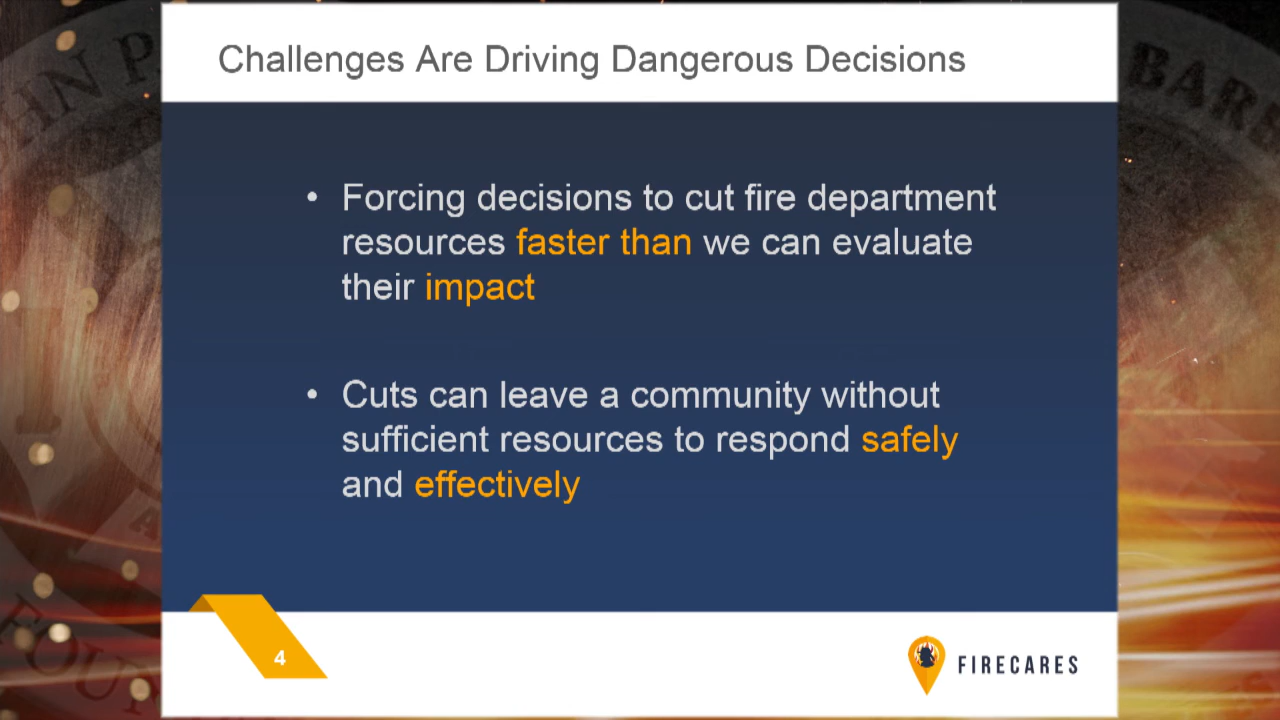 Challenges Are Driving Dangerous Decisions
• Forcing decisions to cut fire department
resources faster than we can evaluate
their impact
• Cuts can leave a community without
sufficient resources to respond safely
and effectively
4
FIRECARES